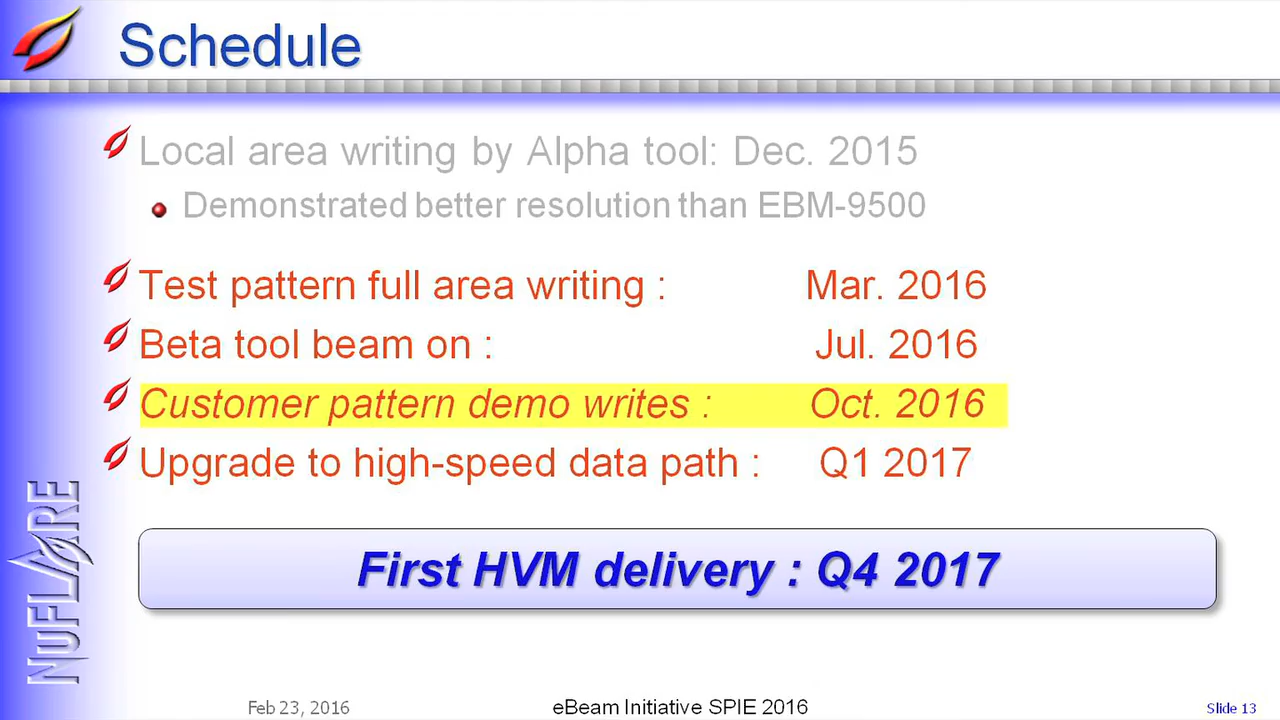 Schedule
Local area writing by Alpha tool: Dec. 2015
Demonstrated better resolution than EBM-9500
Test pattern full area writing : Mar. 2016
Beta tool beam on : Jul. 2016
Customer pattern demo writes : Oct. 2016
Upgrade to high-speed data path : Q1 2017
First HVM delivery : Q4 2017
NUFLARE
Feb 23, 2016 eBeam Initiative SPIE 2016 Slide 13